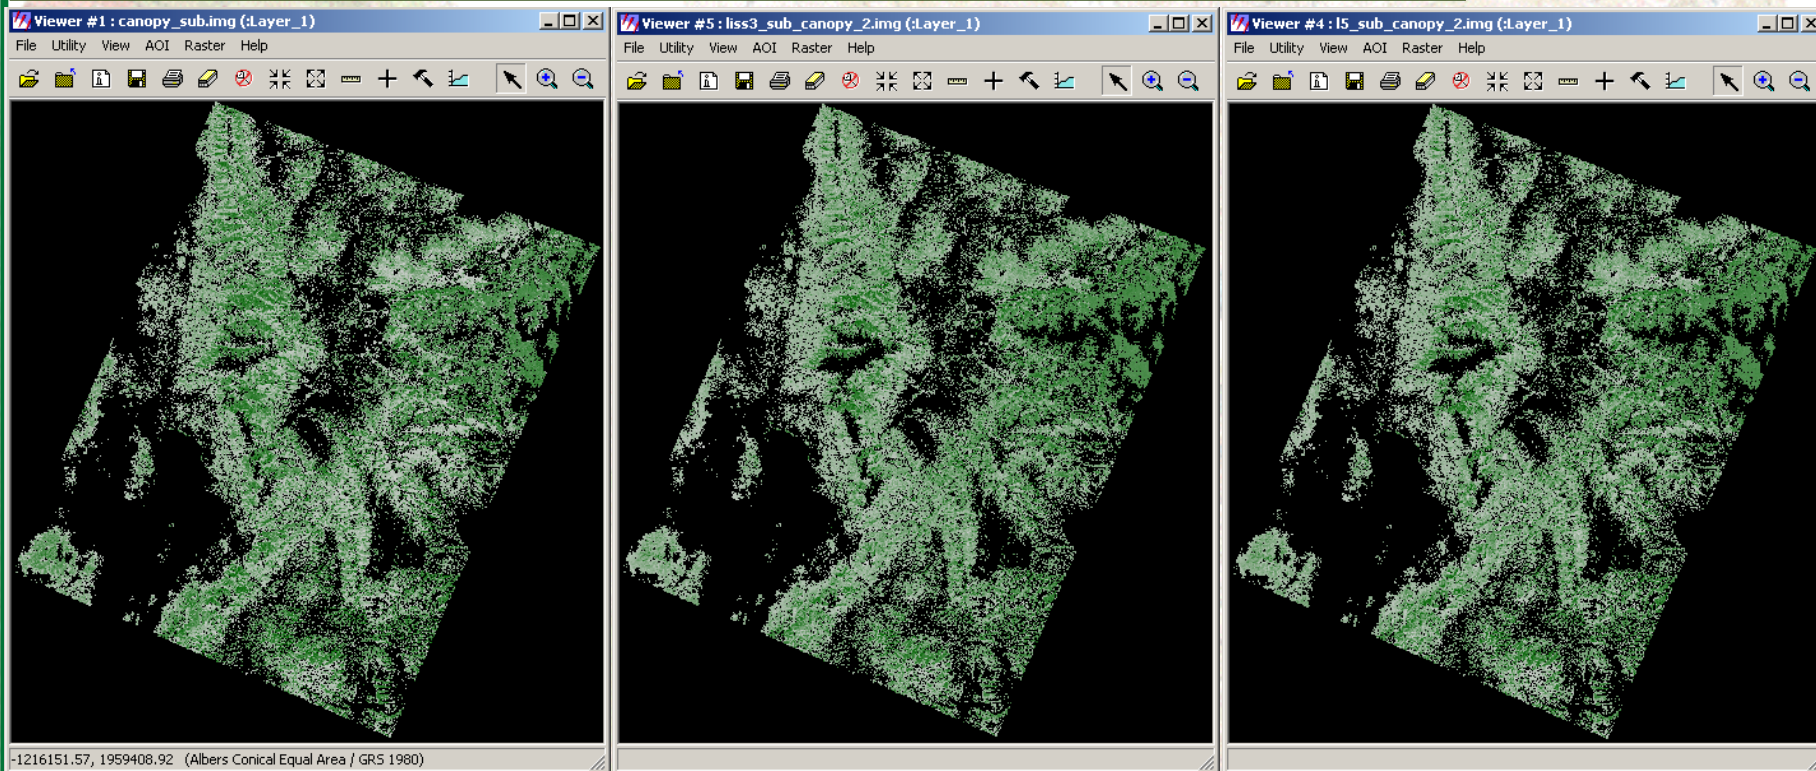 Viewer #1 : canopy_sub.img (:Layer_1)
File Utility View AOI Raster Help
-1216151.57, 1959408.92 (Albers Conical Equal Area / GRS 1980)
Viewer #5 : liss3_sub_canopy_2.img (:Layer_1)
File Utility View AOI Raster Help
Viewer #4 : l5_sub_canopy_2.img (:Layer_1)
File Utility View AOI Raster Help